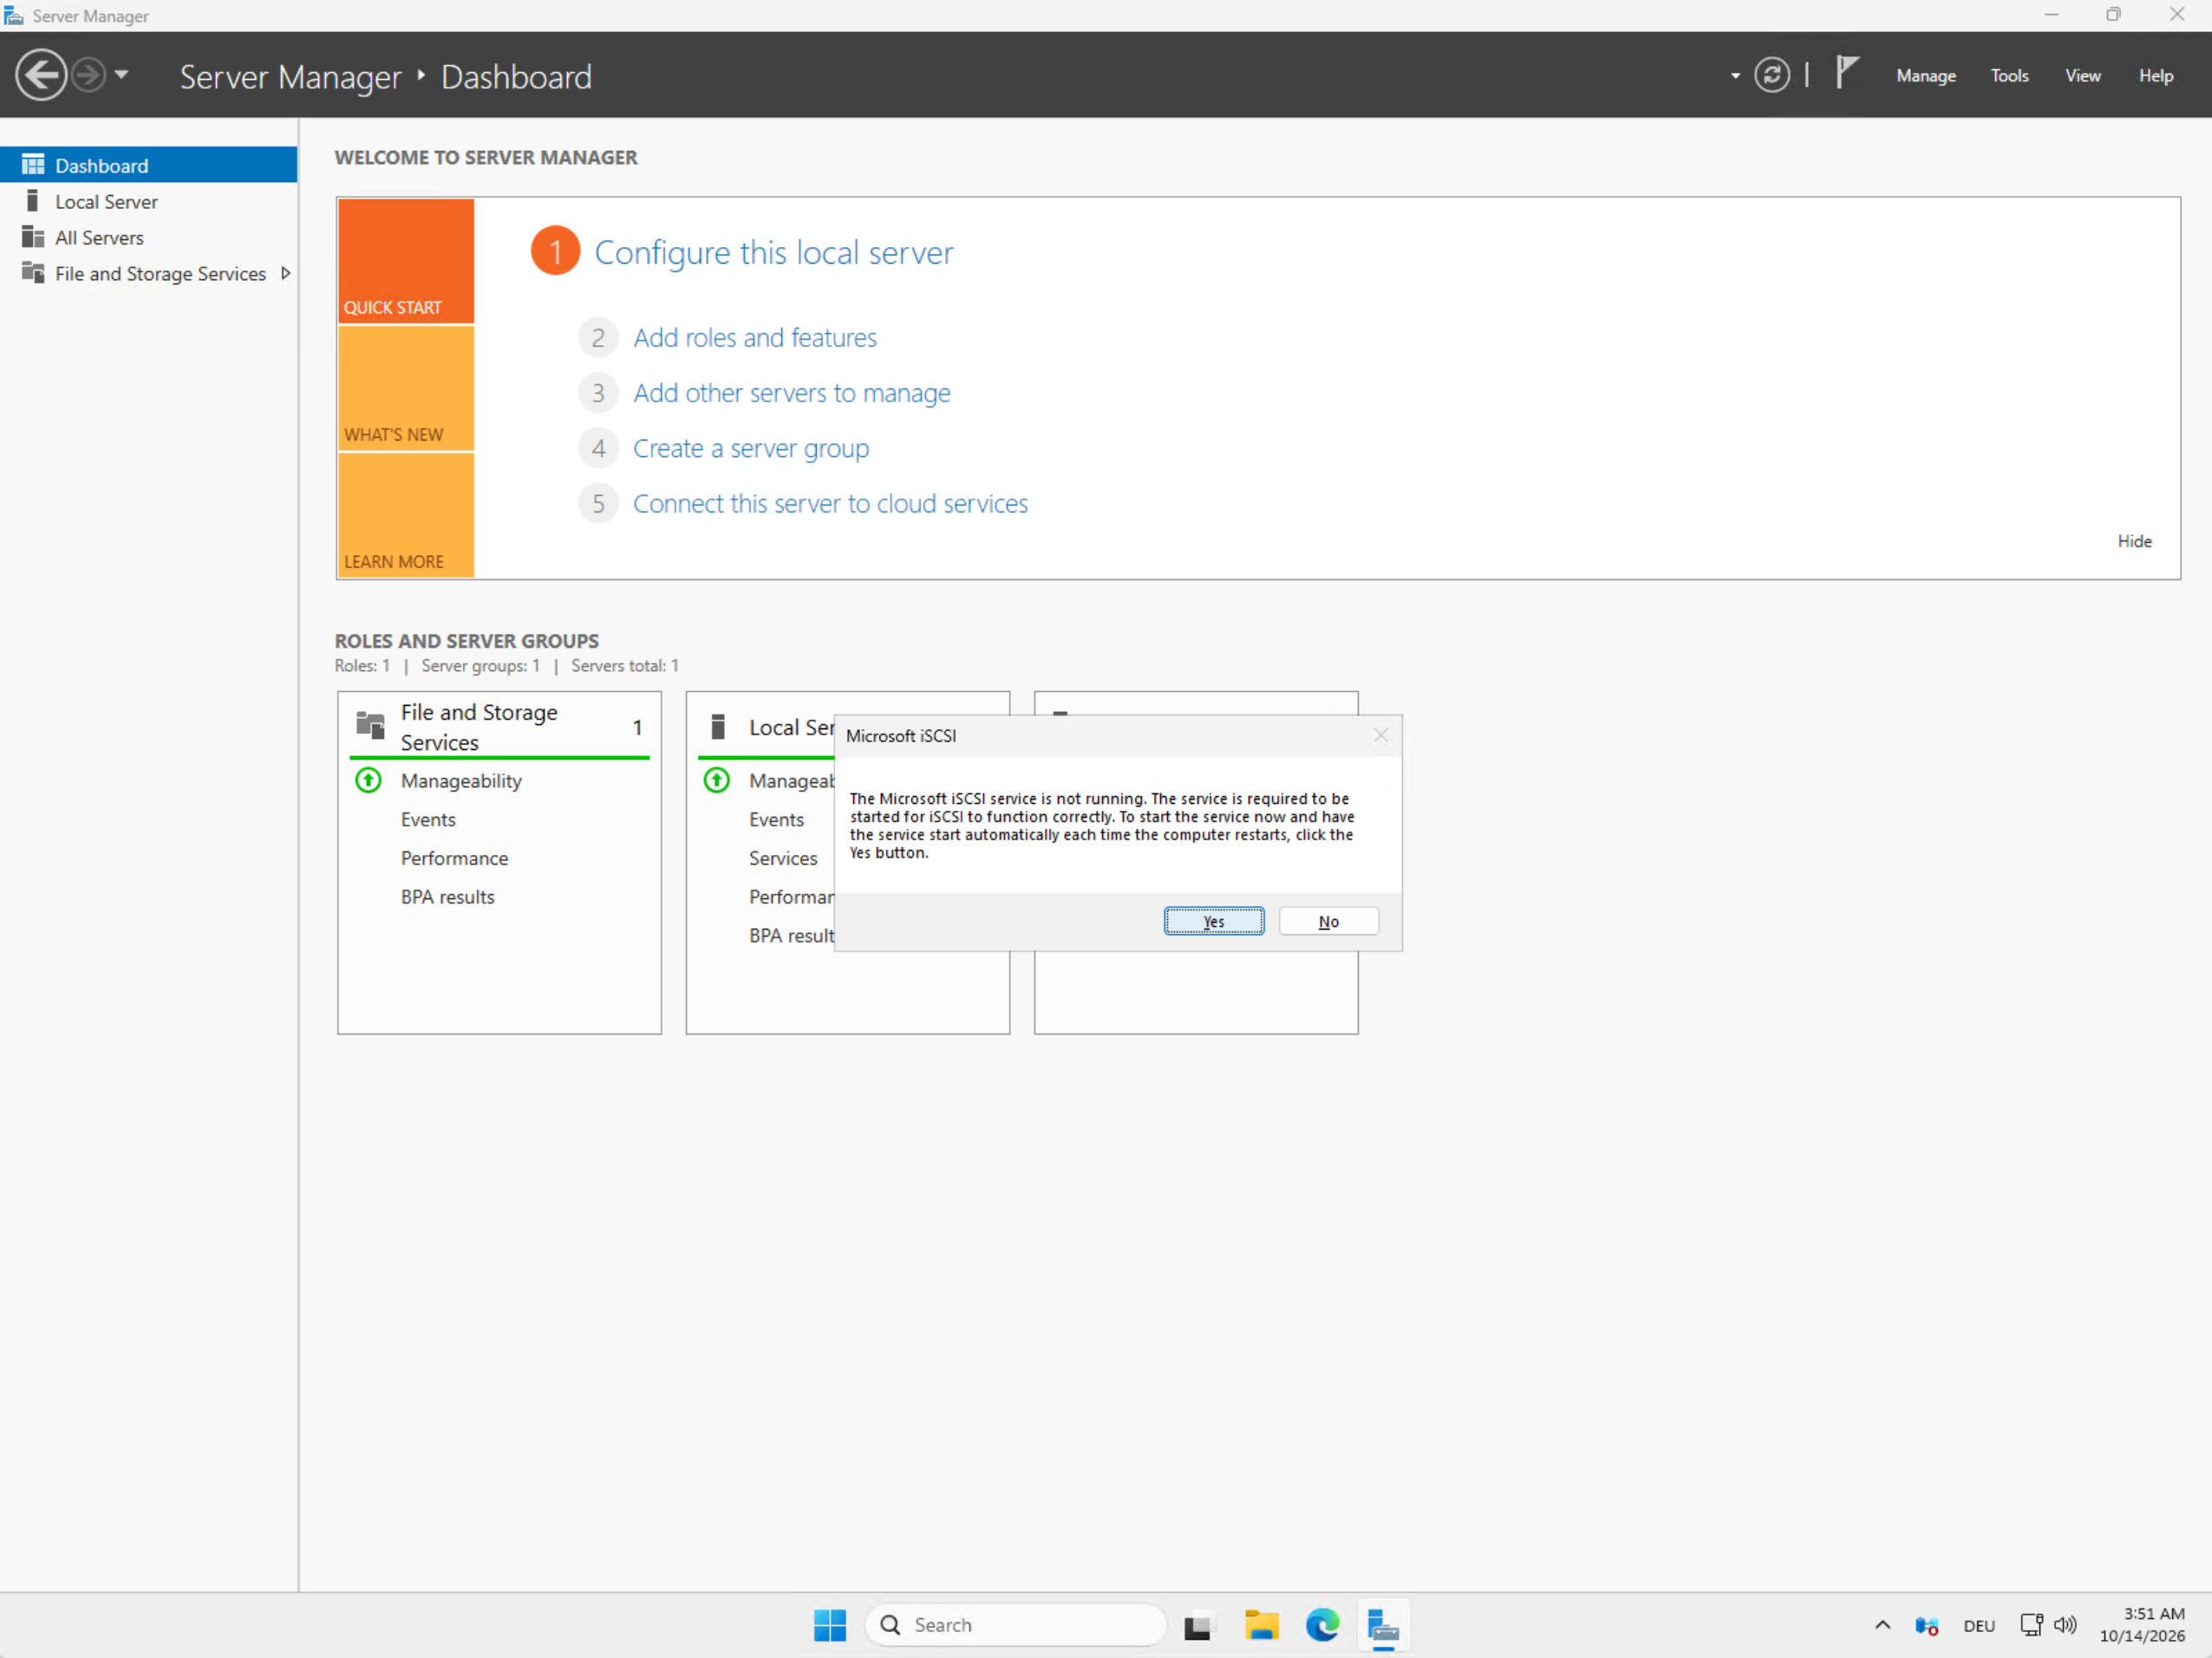 Server Manager
Server Manager • Dashboard
Manage
Tools
View
Help
Dashboard
Local Server
All Servers
File and Storage Services
WELCOME TO SERVER MANAGER
QUICK START
WHAT'S NEW
LEARN MORE
1 Configure this local server
2 Add roles and features
3 Add other servers to manage
4 Create a server group
5 Connect this server to cloud services
Hide
ROLES AND SERVER GROUPS
Roles: 1 | Server groups: 1 | Servers total: 1
File and Storage
Services
1
Manageability
Events
Performance
BPA results
Local Ser
Manageab
Events
Services
Performan
BPA result
Microsoft iSCSI
The Microsoft iSCSI service is not running. The service is required to be
started for iSCSI to function correctly. To start the service now and have
the service start automatically each time the computer restarts, click the
Yes button.
Yes
No
Search
DEU
3:51 AM
10/14/2026